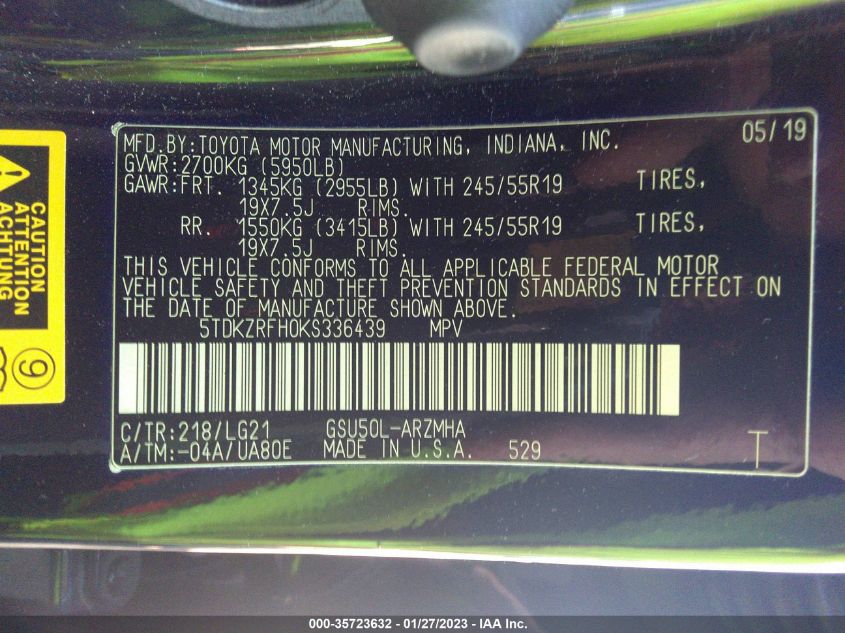 MFD.BY:TOYOTA MOTOR MANUFACTURING, INDIANA, INC. 05/19
GVWR:2700KG (5950LB)
GAWR:FRT. 1345KG (2955LB) WITH 245/55R19 TIRES,
19X7.5J RIMS.
RR. 1550KG (3415LB) WITH 245/55R19 TIRES,
19X7.5J RIMS.
THIS VEHICLE CONFORMS TO ALL APPLICABLE FEDERAL MOTOR
VEHICLE SAFETY AND THEFT PREVENTION STANDARDS IN EFFECT ON
THE DATE OF MANUFACTURE SHOWN ABOVE.
5TDKZRFH0KS336439 MPV
C/TR:218/LG21 GSU50L-ARZMHA
A/TM:-04A/UA80E MADE IN U.S.A. 529 T
CAUTION
ATTENTION
ACHTUNG
9
000-35723632 — 01/27/2023 — IAA Inc.